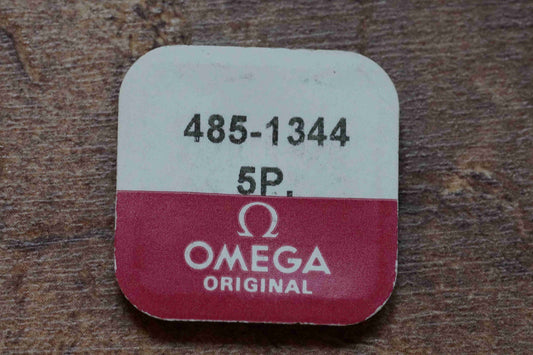 485-1344
5P.
Ω
OMEGA
ORIGINAL